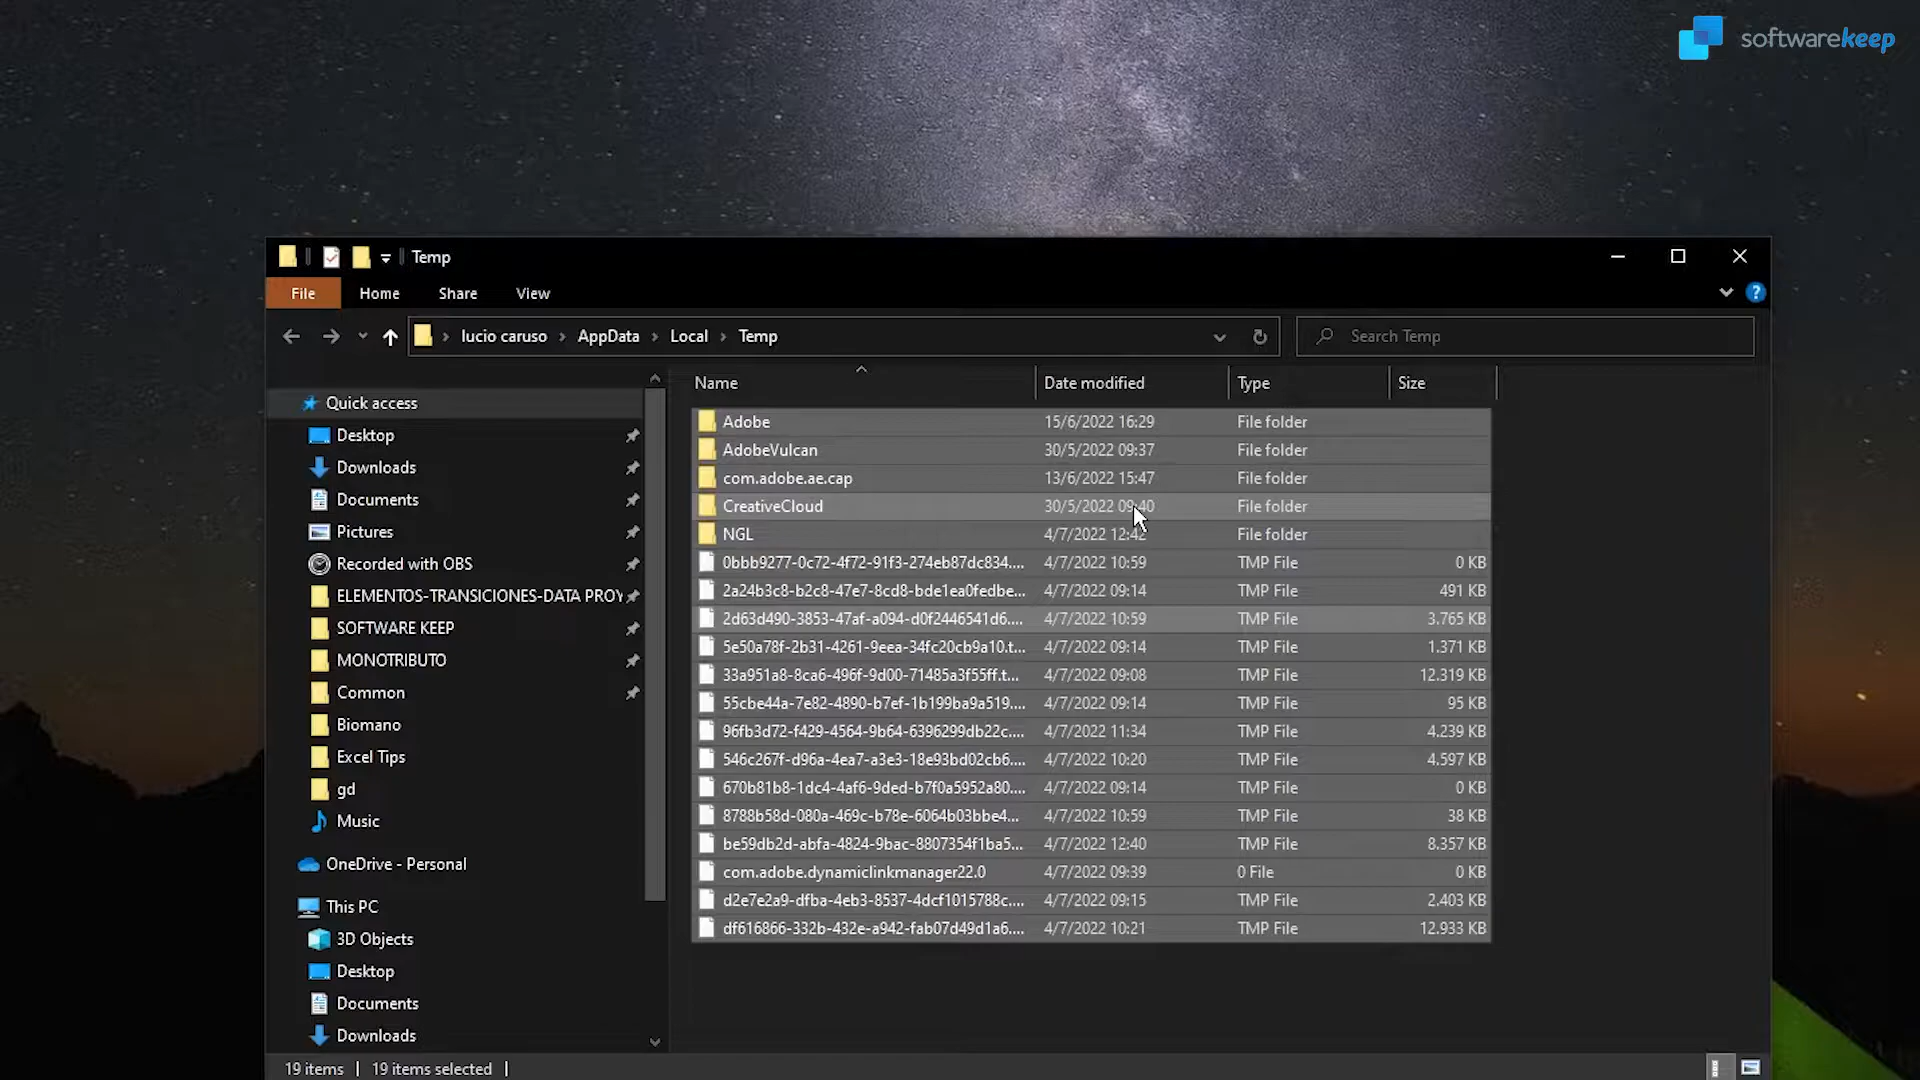 softwarekeep
Temp
File Home Share View
lucio caruso › AppData › Local › Temp
Search Temp
Name Date modified Type Size
Quick access
Desktop
Downloads
Documents
Pictures
Recorded with OBS
ELEMENTOS-TRANSICIONES-DATA PROY
SOFTWARE KEEP
MONOTRIBUTO
Common
Biomano
Excel Tips
gd
Music
OneDrive - Personal
This PC
3D Objects
Desktop
Documents
Downloads
Adobe 15/6/2022 16:29 File folder
AdobeVulcan 30/5/2022 09:37 File folder
com.adobe.ae.cap 13/6/2022 15:47 File folder
CreativeCloud 30/5/2022 09:40 File folder
NGL 4/7/2022 12:42 File folder
0bbb9277-0c72-4f72-91f3-274eb87dc834.... 4/7/2022 10:59 TMP File 0 KB
2a24b3c8-b2c8-47e7-8cd8-bde1ea0fedbe... 4/7/2022 09:14 TMP File 491 KB
2d63d490-3853-47af-a094-d0f2446541d6.... 4/7/2022 10:59 TMP File 3.765 KB
5e50a78f-2b31-4261-9eea-34fc20cb9a10.t... 4/7/2022 09:14 TMP File 1.371 KB
33a951a8-8ca6-496f-9d00-71485a3f55ff.t... 4/7/2022 09:08 TMP File 12.319 KB
55cbe44a-7e82-4890-b7ef-1b199ba9a519.... 4/7/2022 09:14 TMP File 95 KB
96fb3d72-f429-4564-9b64-6396299db22c.... 4/7/2022 11:34 TMP File 4.239 KB
546c267f-d96a-4ea7-a3e3-18e93bd02cb6.... 4/7/2022 10:20 TMP File 4.597 KB
670b81b8-1dc4-4af6-9ded-b7f0a5952a80.... 4/7/2022 09:14 TMP File 0 KB
8788b58d-080a-469c-b78e-6064b03bbe4... 4/7/2022 10:59 TMP File 38 KB
be59db2d-abfa-4824-9bac-8807354f1ba5... 4/7/2022 12:40 TMP File 8.357 KB
com.adobe.dynamiclinkmanager22.0 4/7/2022 09:39 0 File 0 KB
d2e7e2a9-dfba-4eb3-8537-4dcf1015788c.... 4/7/2022 09:15 TMP File 2.403 KB
df616866-332b-432e-a942-fab07d49d1a6.... 4/7/2022 10:21 TMP File 12.933 KB
19 items | 19 items selected |